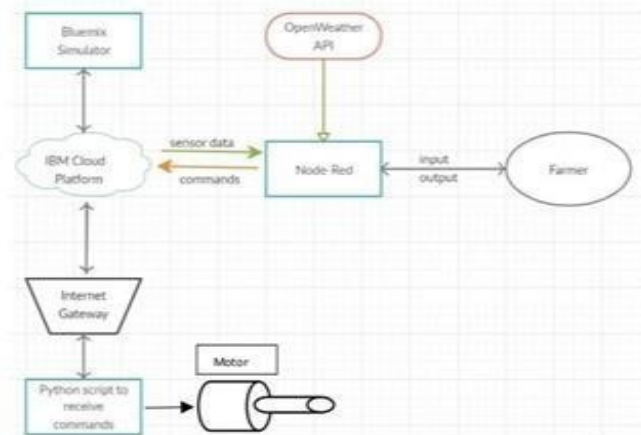 Bluemix
Simulator
OpenWeather
API
sensor data
IBM Cloud
Platform
commands
Node-Red
input
output
Farmer
Internet
Gateway
Motor
Python script to
receive
commands